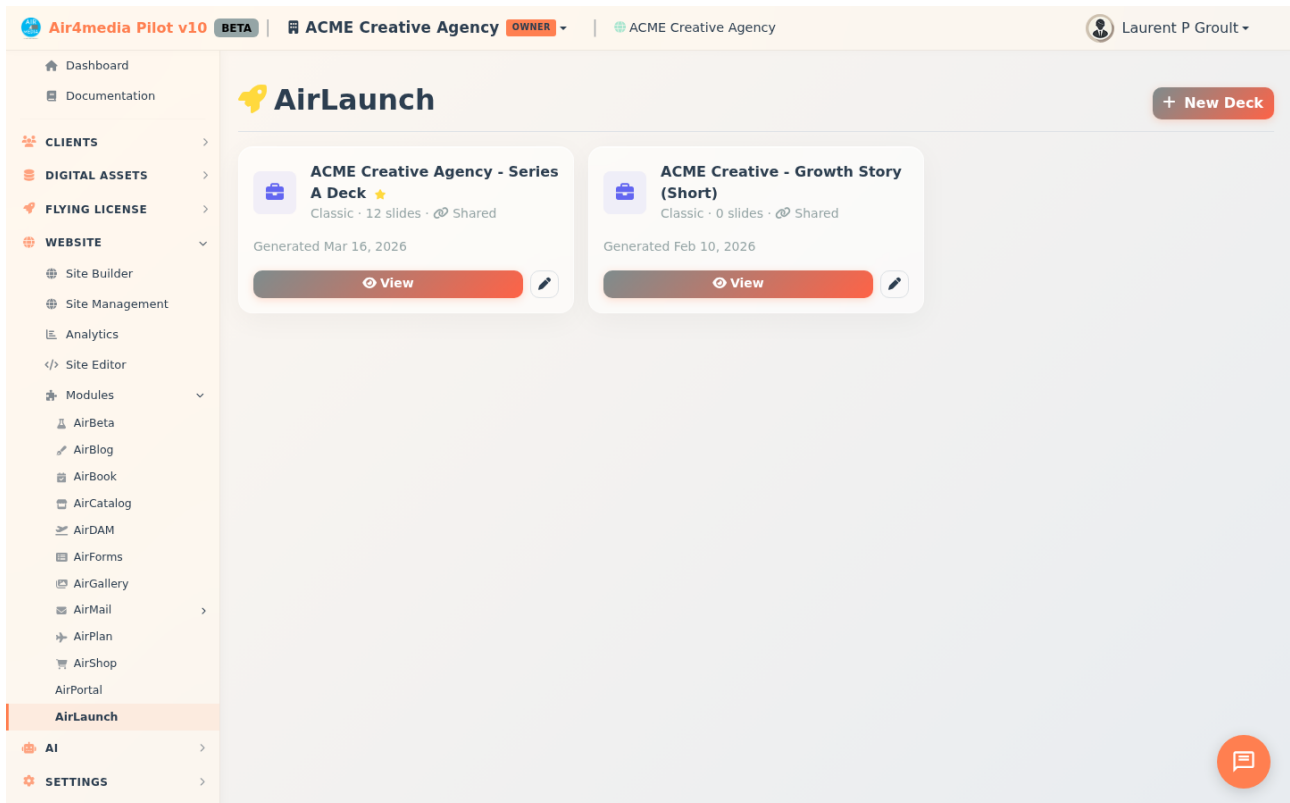 Air4media Pilot v10 BETA ACME Creative Agency OWNER ACME Creative Agency Laurent P Groult
Dashboard
Documentation
CLIENTS
DIGITAL ASSETS
FLYING LICENSE
WEBSITE
Site Builder
Site Management
Analytics
Site Editor
Modules
AirBeta
AirBlog
AirBook
AirCatalog
AirDAM
AirForms
AirGallery
AirMail
AirPlan
AirShop
AirPortal
AirLaunch
AI
SETTINGS
AirLaunch
New Deck
ACME Creative Agency - Series
A Deck
Classic · 12 slides · Shared
Generated Mar 16, 2026
View
ACME Creative - Growth Story
(Short)
Classic · 0 slides · Shared
Generated Feb 10, 2026
View